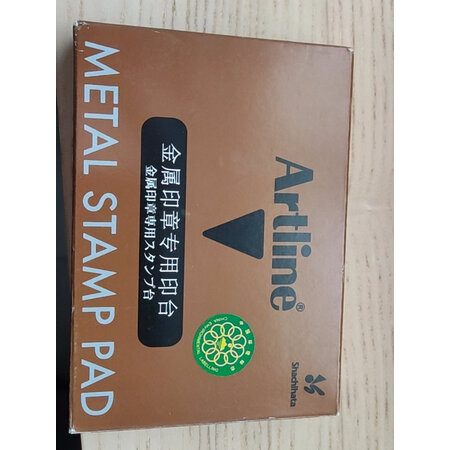 Artline®
金属印章专用印台
金属印章専用スタンプ台
METAL STAMP PAD
Shachihata